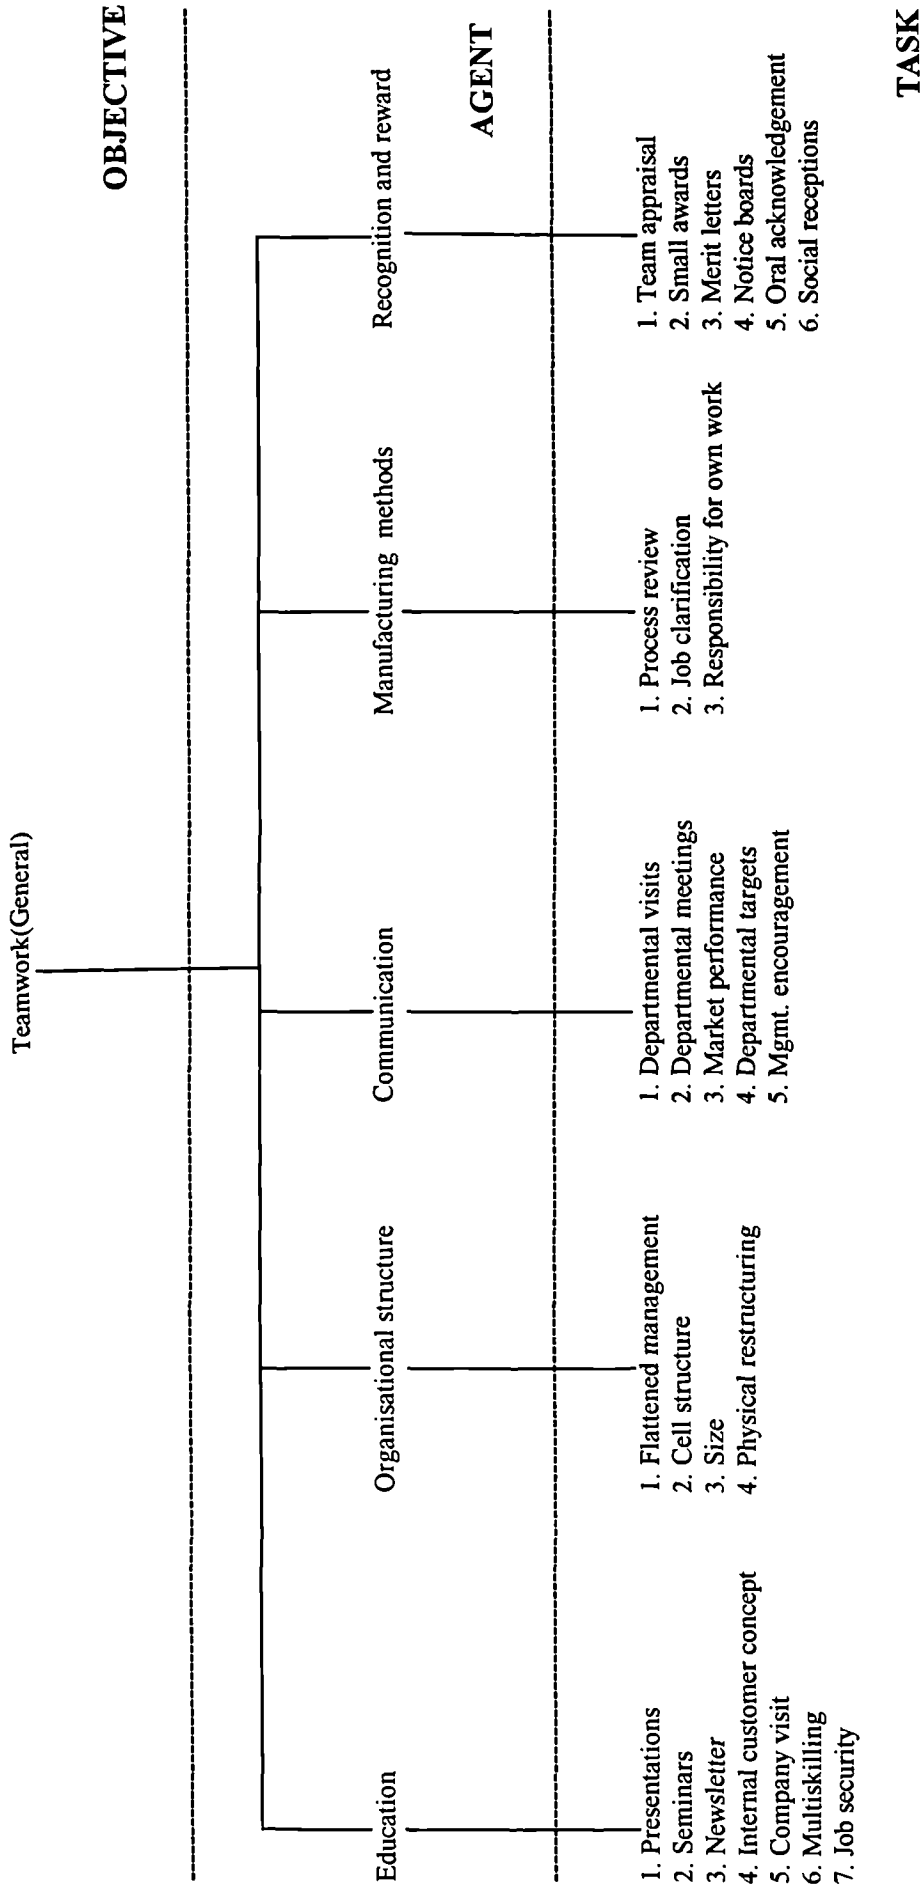 Teamwork(General)
OBJECTIVE
Education
Organisational structure
Communication
Manufacturing methods
Recognition and reward
AGENT
1. Presentations
2. Seminars
3. Newsletter
4. Internal customer concept
5. Company visit
6. Multiskilling
7. Job security
1. Flattened management
2. Cell structure
3. Size
4. Physical restructuring
1. Departmental visits
2. Departmental meetings
3. Market performance
4. Departmental targets
5. Mgmt. encouragement
1. Process review
2. Job clarification
3. Responsibility for own work
1. Team appraisal
2. Small awards
3. Merit letters
4. Notice boards
5. Oral acknowledgement
6. Social receptions
TASK